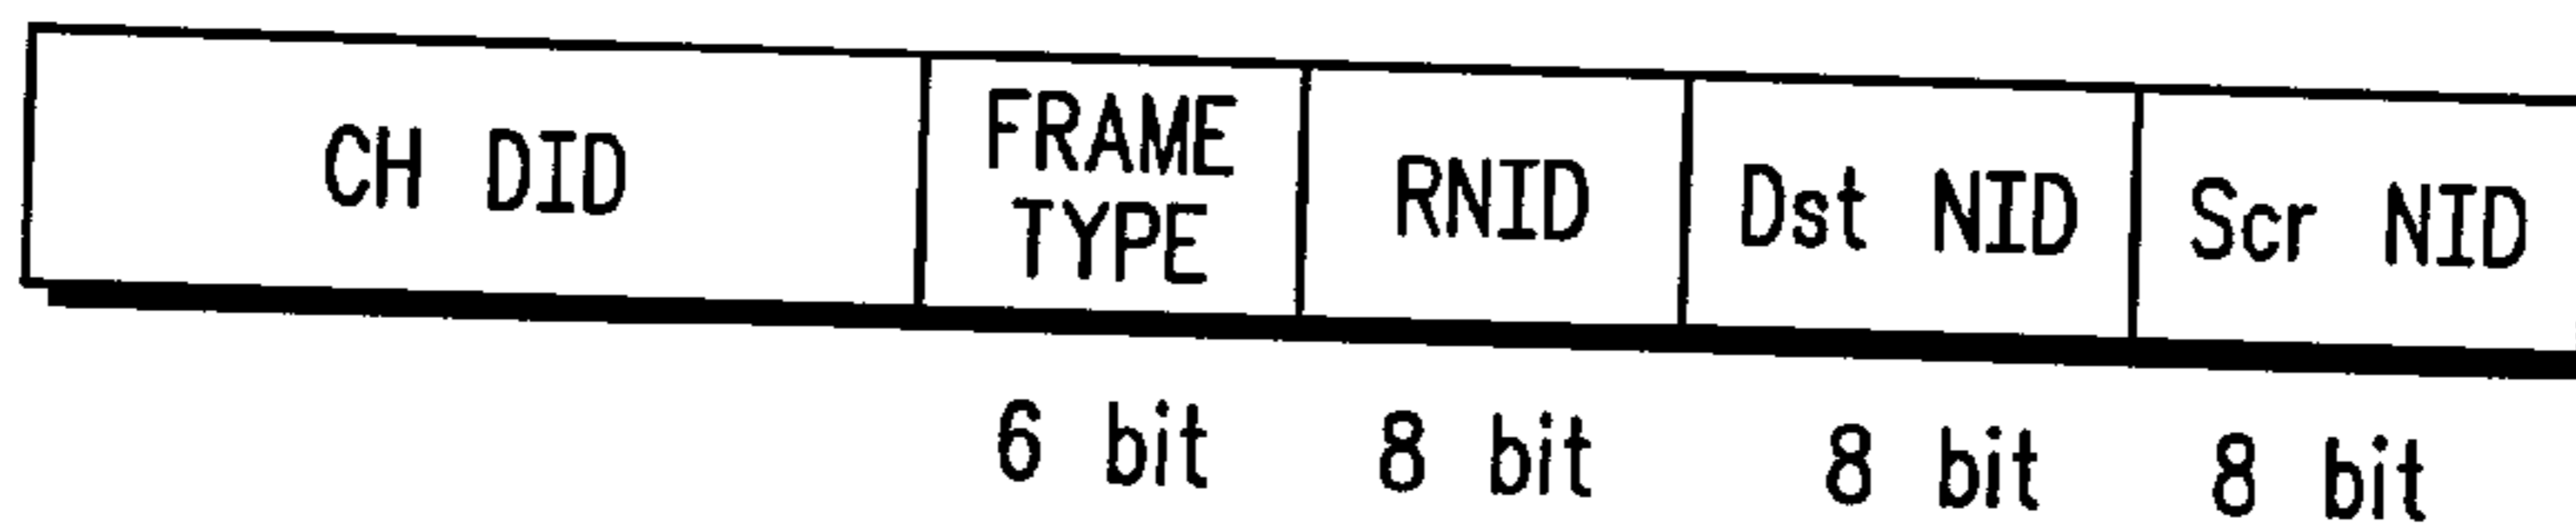 CH DID
FRAME
TYPE
RNID
Dst NID
Scr NID
6 bit
8 bit
8 bit
8 bit